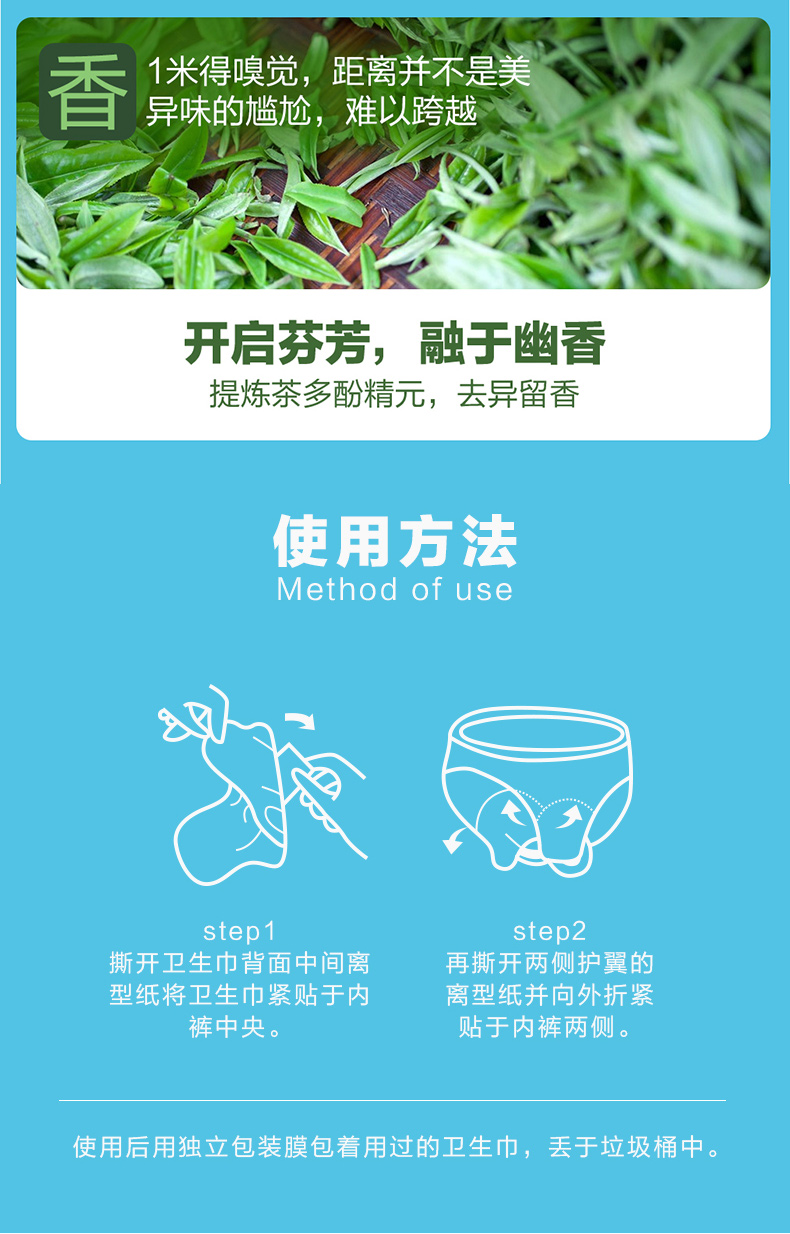 香
1米得嗅觉，距离并不是美
异味的尴尬，难以跨越
开启芬芳，融于幽香
提炼茶多酚精元，去异留香
使用方法
Method of use
step1
撕开卫生巾背面中间离
型纸将卫生巾紧贴于内
裤中央。
step2
再撕开两侧护翼的
离型纸并向外折紧
贴于内裤两侧。
使用后用独立包装膜包着用过的卫生巾，丢于垃圾桶中。